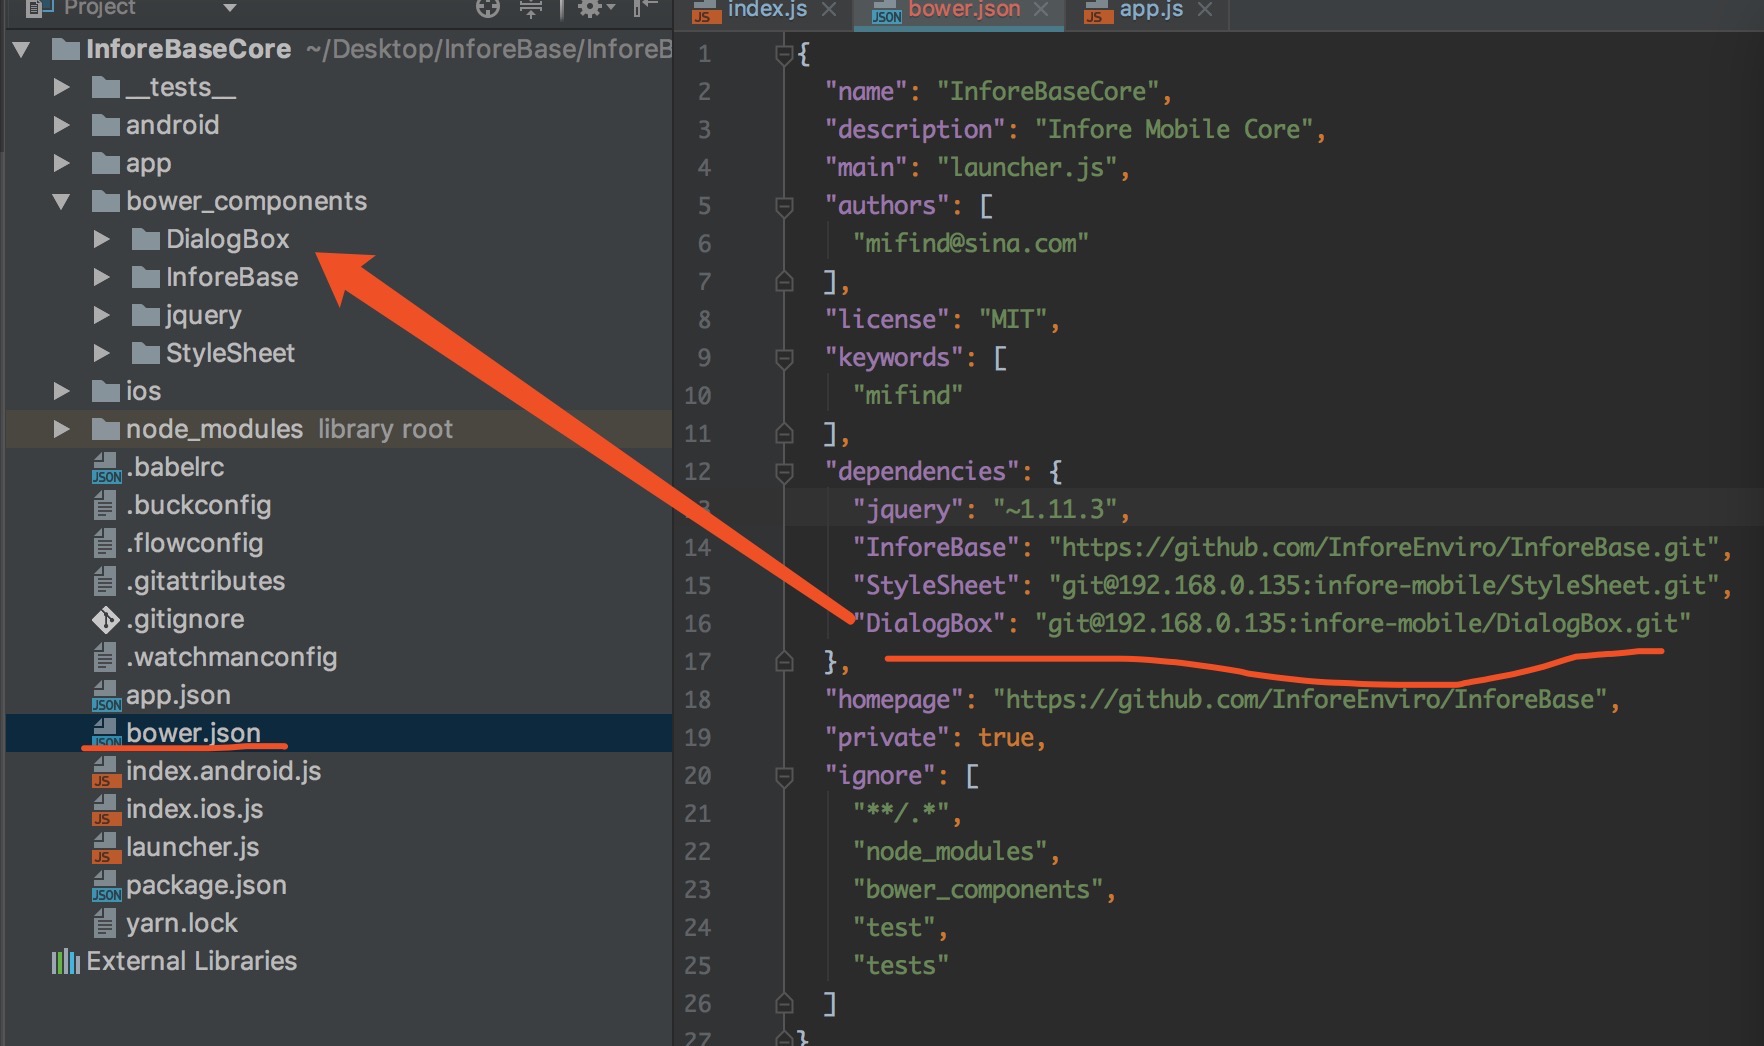 Project
InforeBaseCore ~/Desktop/InforeBase/InforeB
__tests__
android
app
bower_components
DialogBox
InforeBase
jquery
StyleSheet
ios
node_modules library root
.babelrc
.buckconfig
.flowconfig
.gitattributes
.gitignore
.watchmanconfig
app.json
bower.json
index.android.js
index.ios.js
launcher.js
package.json
yarn.lock
External Libraries
index.js bower.json app.js
1 {
2 "name": "InforeBaseCore",
3 "description": "Infore Mobile Core",
4 "main": "launcher.js",
5 "authors": [
6 "mifind@sina.com"
7 ],
8 "license": "MIT",
9 "keywords": [
10 "mifind"
11 ],
12 "dependencies": {
3 "jquery": "~1.11.3",
14 "InforeBase": "https://github.com/InforeEnviro/InforeBase.git",
15 "StyleSheet": "git@192.168.0.135:infore-mobile/StyleSheet.git",
16 "DialogBox": "git@192.168.0.135:infore-mobile/DialogBox.git"
17 },
18 "homepage": "https://github.com/InforeEnviro/InforeBase",
19 "private": true,
20 "ignore": [
21 "**/.*",
22 "node_modules",
23 "bower_components",
24 "test",
25 "tests"
26 ]
27 }